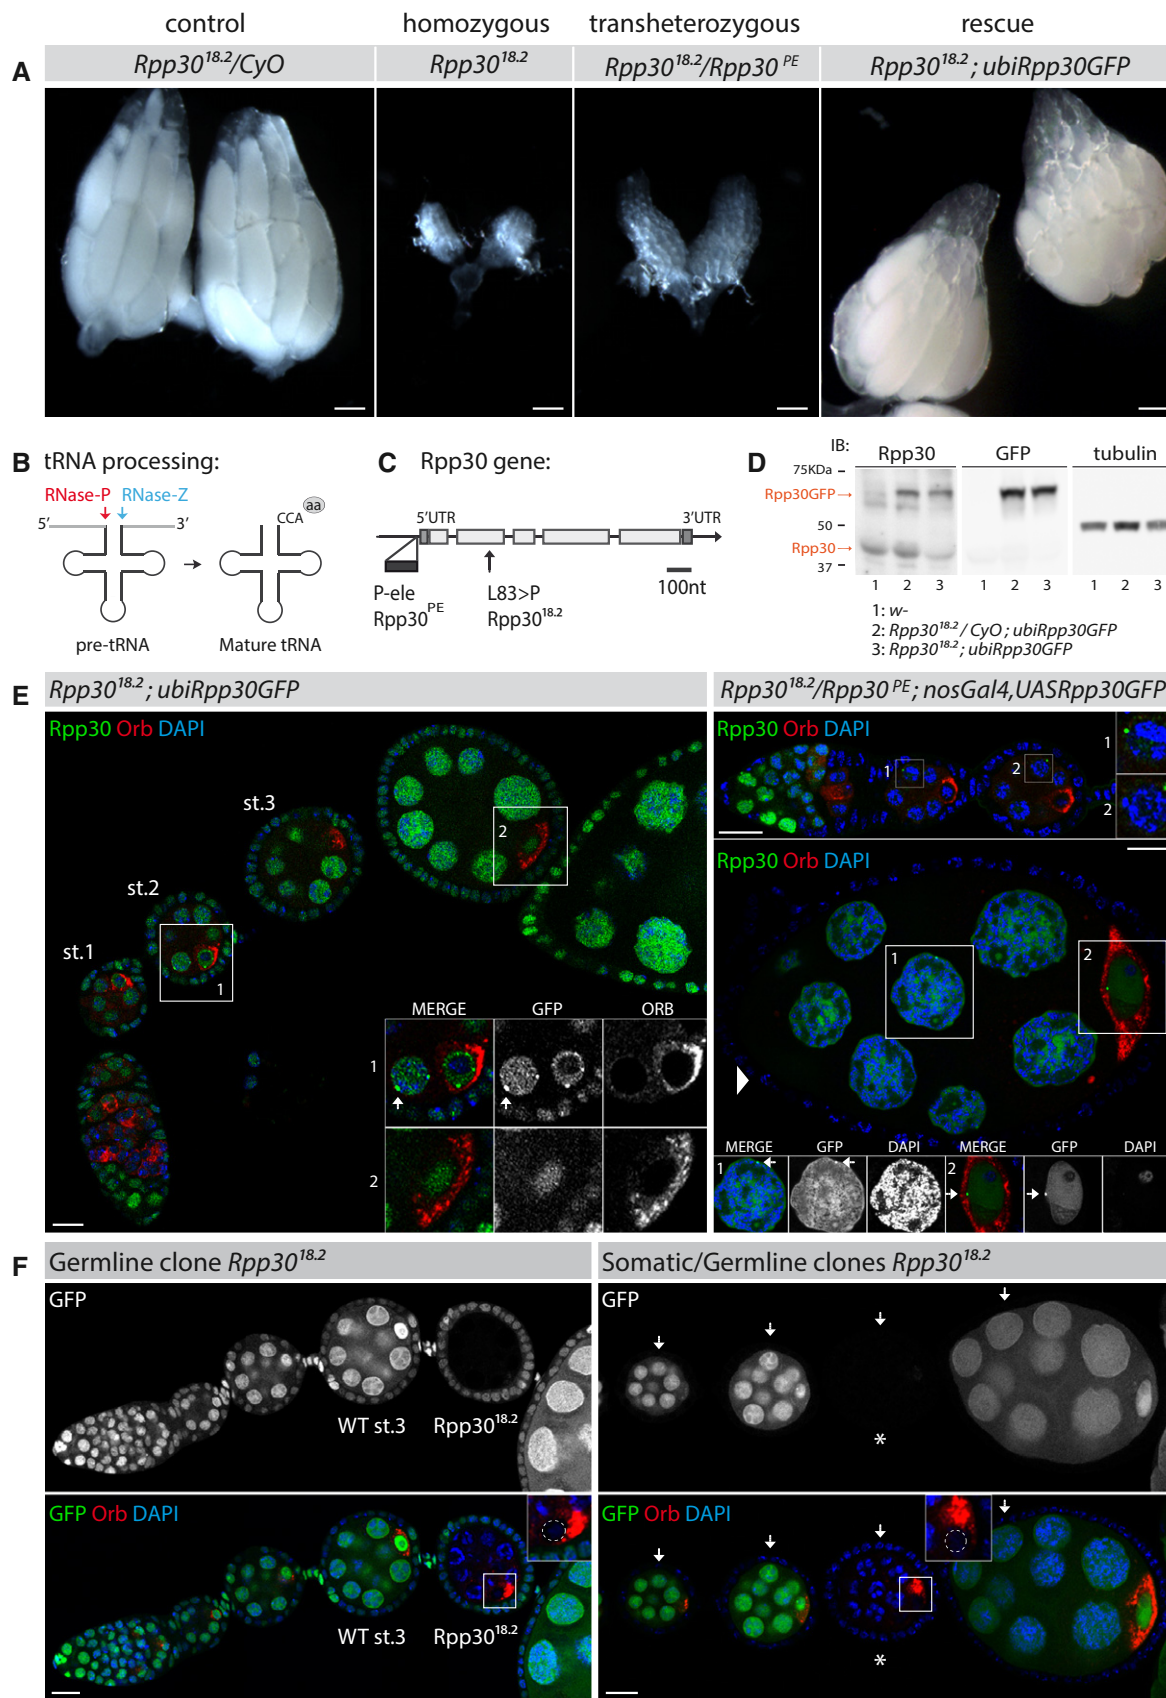 control homozygous transheterozygous rescue
A Rpp30^18.2/CyO Rpp30^18.2 Rpp30^18.2/Rpp30^PE Rpp30^18.2; ubiRpp30GFP
B tRNA processing:
RNase-P RNase-Z
5′ 3′
CCA aa
pre-tRNA Mature tRNA
C Rpp30 gene:
5′UTR 3′UTR
100nt
P-ele L83>P
Rpp30^PE Rpp30^18.2
D IB: Rpp30 GFP tubulin
75KDa
Rpp30GFP
50
Rpp30
37
1 2 3 1 2 3 1 2 3
1: w-
2: Rpp30^18.2/CyO; ubiRpp30GFP
3: Rpp30^18.2; ubiRpp30GFP
E Rpp30^18.2; ubiRpp30GFP
Rpp30 Orb DAPI
st.3
2
st.2
st.1
1
MERGE GFP ORB
1
2
Rpp30^18.2/Rpp30^PE; nosGal4,UASRpp30GFP
Rpp30 Orb DAPI
1 2 1
2
Rpp30 Orb DAPI
1 2
MERGE GFP DAPI MERGE GFP DAPI
1 2
F Germline clone Rpp30^18.2
GFP
WT st.3 Rpp30^18.2
GFP Orb DAPI
WT st.3 Rpp30^18.2
Somatic/Germline clones Rpp30^18.2
GFP
*
GFP Orb DAPI
*